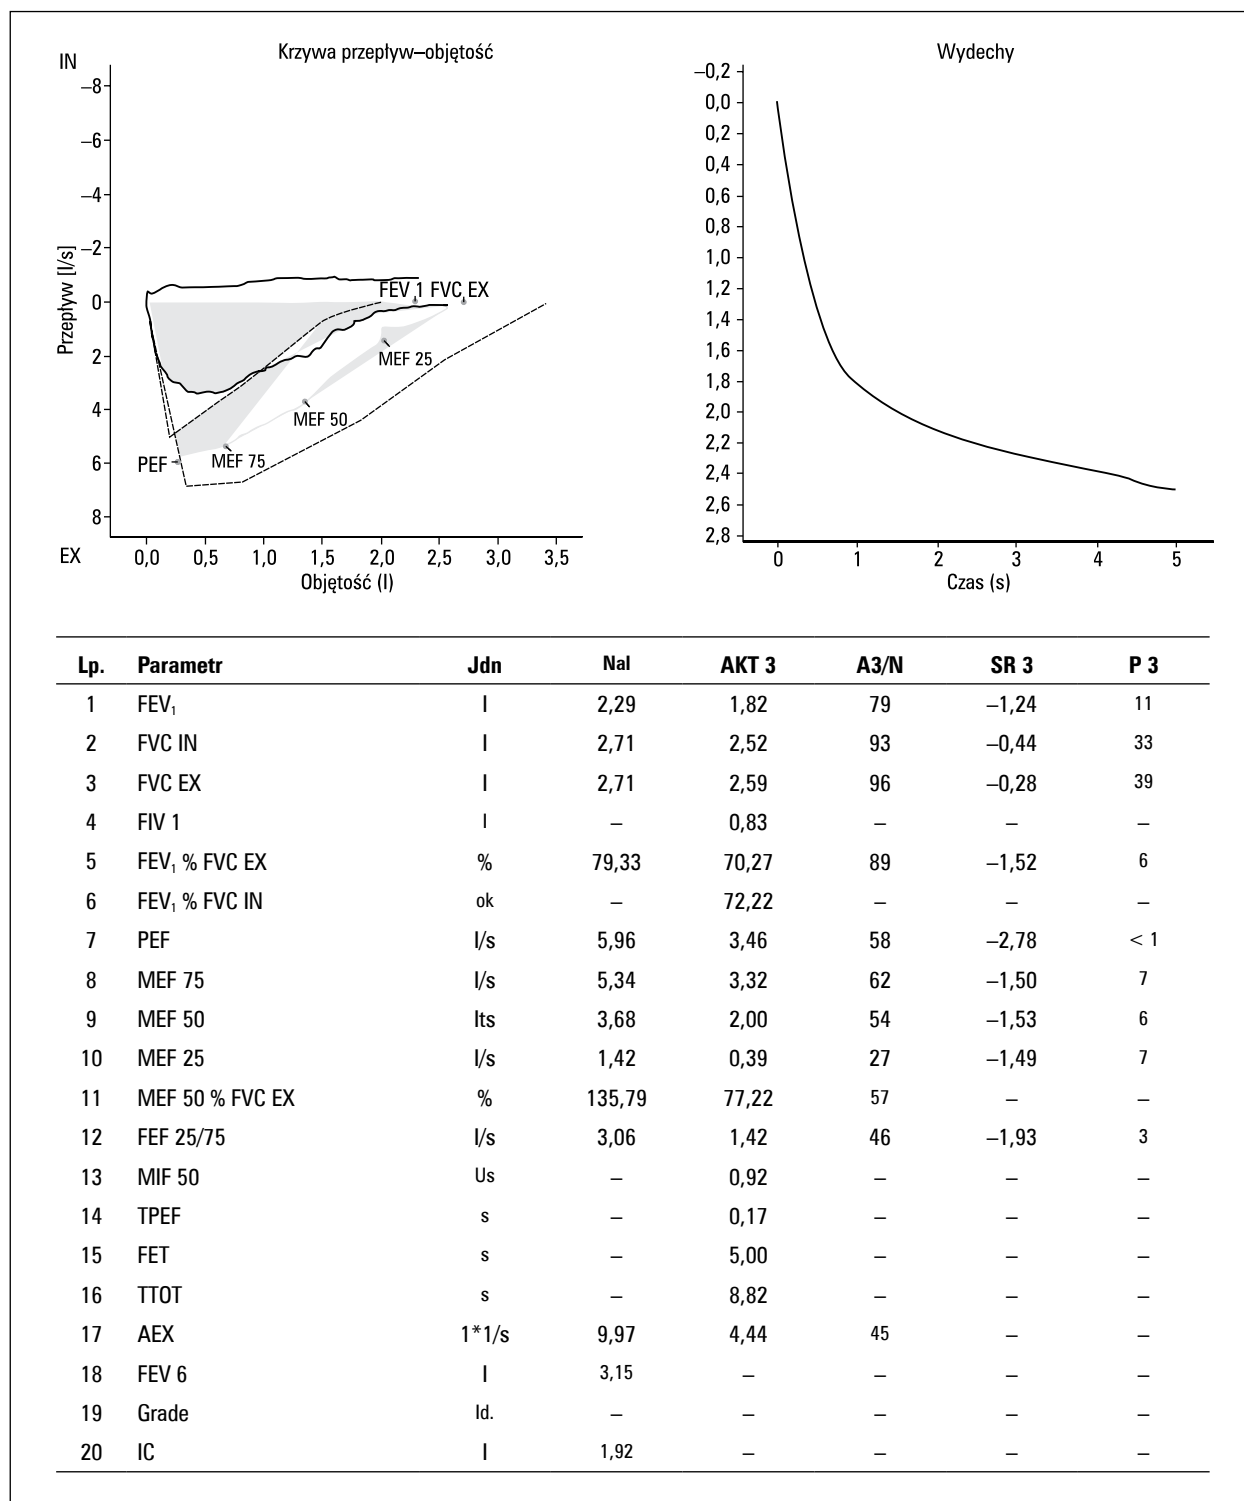 Krzywa przepływ–objętość
IN
–8
–6
–4
–2
0
2
4
6
8
EX
Przepływ [l/s]
FEV 1 FVC EX
MEF 25
MEF 50
MEF 75
PEF
0,0 0,5 1,0 1,5 2,0 2,5 3,0 3,5
Objętość (l)
Wydechy
–0,2
0,0
0,2
0,4
0,6
0,8
1,0
1,2
1,4
1,6
1,8
2,0
2,2
2,4
2,6
2,8
0 1 2 3 4 5
Czas (s)
Lp. Parametr Jdn Nal AKT 3 A3/N SR 3 P 3
1 FEV₁ l 2,29 1,82 79 –1,24 11
2 FVC IN l 2,71 2,52 93 –0,44 33
3 FVC EX l 2,71 2,59 96 –0,28 39
4 FIV 1 l – 0,83 – – –
5 FEV₁ % FVC EX % 79,33 70,27 89 –1,52 6
6 FEV₁ % FVC IN ok – 72,22 – – –
7 PEF l/s 5,96 3,46 58 –2,78 < 1
8 MEF 75 l/s 5,34 3,32 62 –1,50 7
9 MEF 50 lts 3,68 2,00 54 –1,53 6
10 MEF 25 l/s 1,42 0,39 27 –1,49 7
11 MEF 50 % FVC EX % 135,79 77,22 57 – –
12 FEF 25/75 l/s 3,06 1,42 46 –1,93 3
13 MIF 50 Us – 0,92 – – –
14 TPEF s – 0,17 – – –
15 FET s – 5,00 – – –
16 TTOT s – 8,82 – – –
17 AEX 1*1/s 9,97 4,44 45 – –
18 FEV 6 l 3,15 – – – –
19 Grade ld. – – – – –
20 IC l 1,92 – – – –